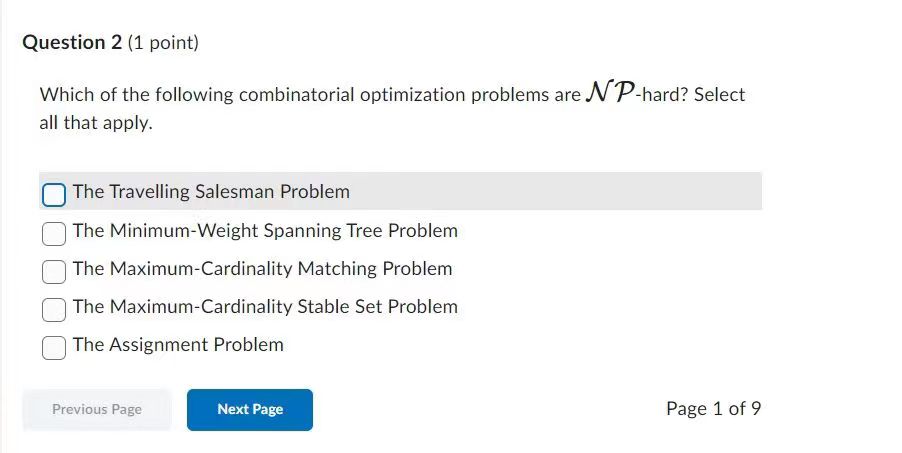 Question 2 (1 point)
Which of the following combinatorial optimization problems are 𝒩𝒫-hard? Select
all that apply.
The Travelling Salesman Problem
The Minimum-Weight Spanning Tree Problem
The Maximum-Cardinality Matching Problem
The Maximum-Cardinality Stable Set Problem
The Assignment Problem
Previous Page Next Page Page 1 of 9